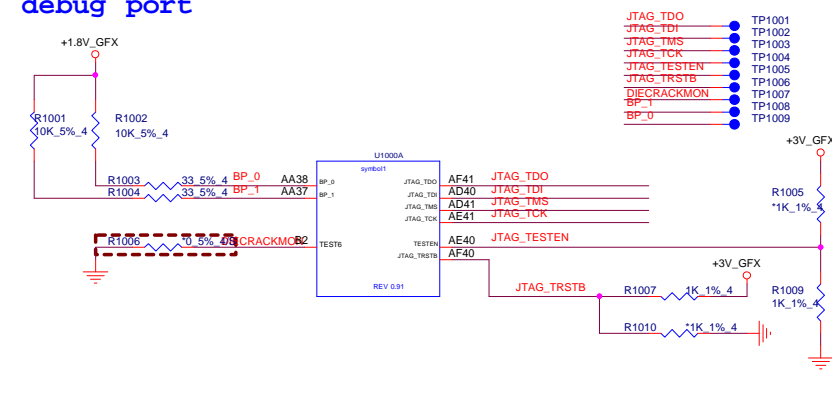 debug port
+1.8V_GFX
R1001
10K_5%_4
R1002
10K_5%_4
R1003 33_5%_4 BP_0 AA38
R1004 33_5%_4 BP_1 AA37
R1006 DIECRACKMON B2
U1000A
symbol1
BP_0
BP_1
TEST6
JTAG_TDO
JTAG_TDI
JTAG_TMS
JTAG_TCK
TESTEN
JTAG_TRSTB
REV 0.91
AF41 JTAG_TDO
AD40 JTAG_TDI
AD41 JTAG_TMS
AE41 JTAG_TCK
AE40 JTAG_TESTEN
AF40
JTAG_TRSTB
JTAG_TDO TP1001
JTAG_TDI TP1002
JTAG_TMS TP1003
JTAG_TCK TP1004
JTAG_TESTEN TP1005
JTAG_TRSTB TP1006
DIECRACKMON TP1007
BP_1 TP1008
BP_0 TP1009
+3V_GFX
R1005
*1K_1%_4
+3V_GFX
R1007 1K_1%_4
R1009
1K_1%_4
R1010 *1K_1%_4